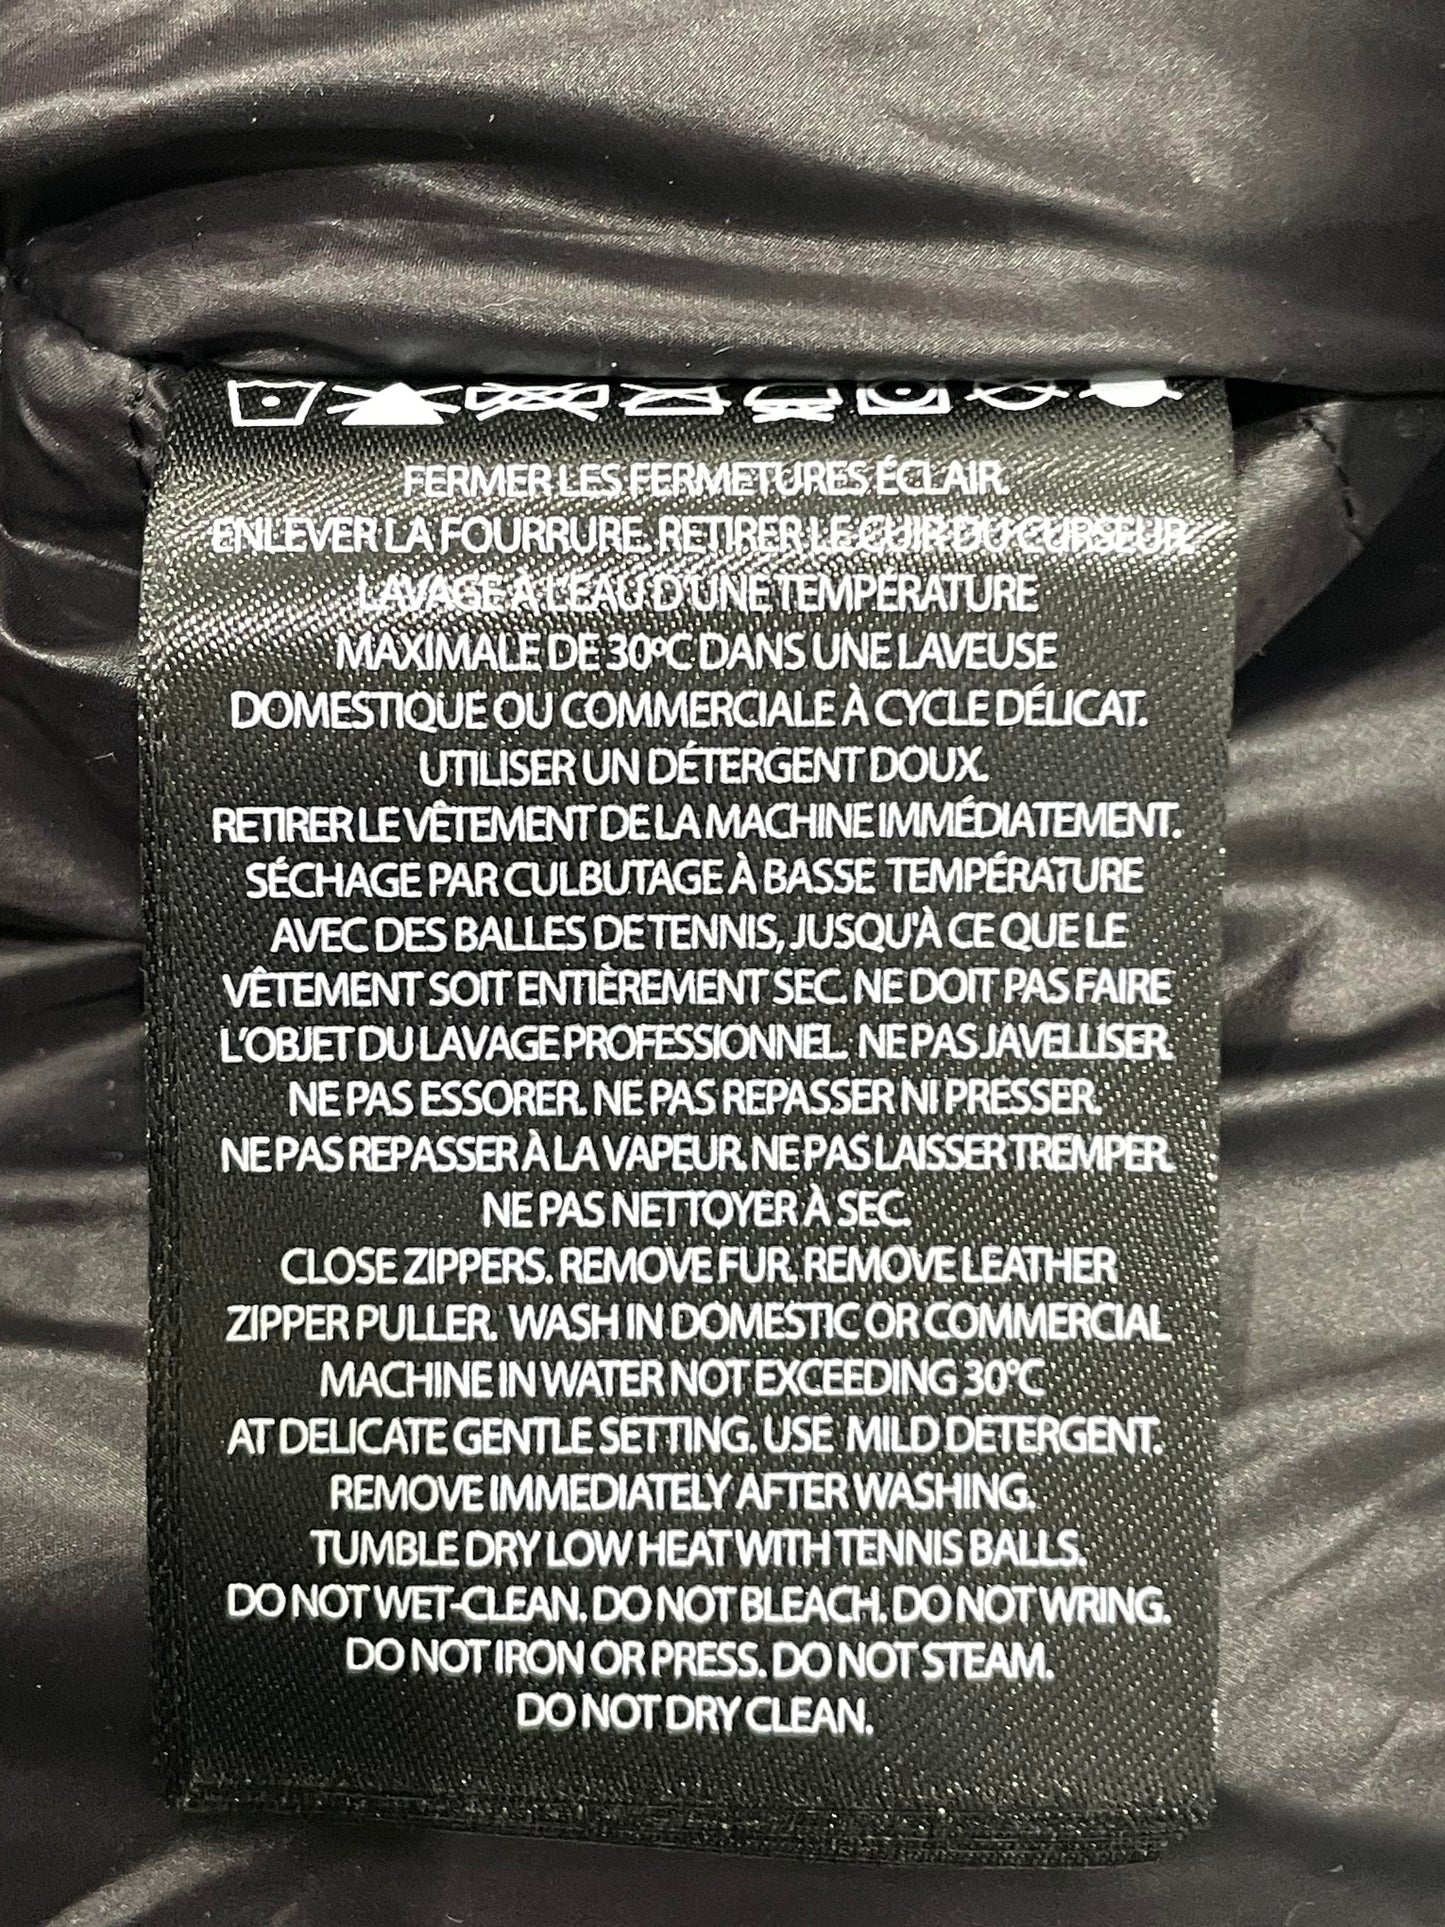 FERMER LES FERMETURES ÉCLAIR.
ENLEVER LA FOURRURE. RETIRER LE CUIR DU CURSEUR.
LAVAGE À L'EAU D'UNE TEMPÉRATURE
MAXIMALE DE 30ºC DANS UNE LAVEUSE
DOMESTIQUE OU COMMERCIALE À CYCLE DÉLICAT.
UTILISER UN DÉTERGENT DOUX.
RETIRER LE VÊTEMENT DE LA MACHINE IMMÉDIATEMENT.
SÉCHAGE PAR CULBUTAGE À BASSE TEMPÉRATURE
AVEC DES BALLES DE TENNIS, JUSQU'À CE QUE LE
VÊTEMENT SOIT ENTIÈREMENT SEC. NE DOIT PAS FAIRE
L'OBJET DU LAVAGE PROFESSIONNEL. NE PAS JAVELLISER.
NE PAS ESSORER. NE PAS REPASSER NI PRESSER.
NE PAS REPASSER À LA VAPEUR. NE PAS LAISSER TREMPER.
NE PAS NETTOYER À SEC.
CLOSE ZIPPERS. REMOVE FUR. REMOVE LEATHER
ZIPPER PULLER. WASH IN DOMESTIC OR COMMERCIAL
MACHINE IN WATER NOT EXCEEDING 30ºC
AT DELICATE GENTLE SETTING. USE MILD DETERGENT.
REMOVE IMMEDIATELY AFTER WASHING.
TUMBLE DRY LOW HEAT WITH TENNIS BALLS.
DO NOT WET-CLEAN. DO NOT BLEACH. DO NOT WRING.
DO NOT IRON OR PRESS. DO NOT STEAM.
DO NOT DRY CLEAN.